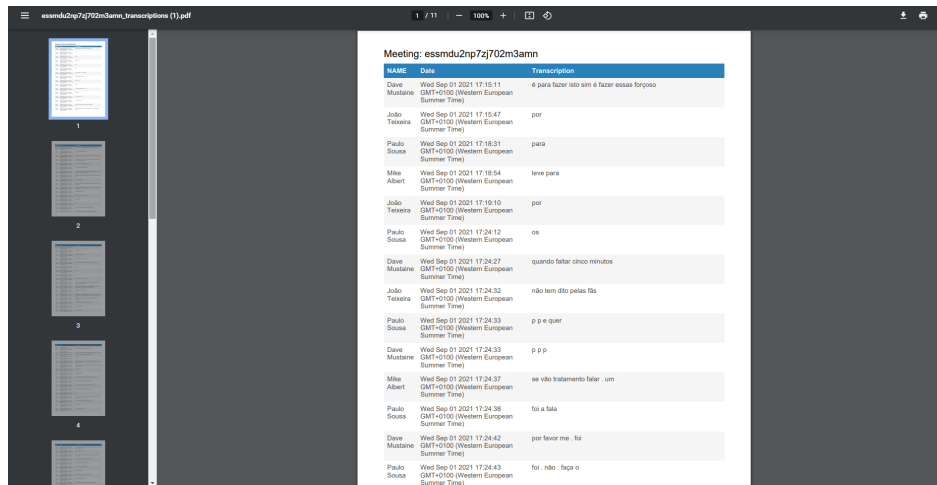 essmdu2np7zj702m3amn_transcriptions (1).pdf
1 / 11
100%
1
2
3
4
Meeting: essmdu2np7zj702m3amn
NAME Date Transcription
Dave Wed Sep 01 2021 17:15:11 é para fazer isto sim é fazer essas forçoso
Mustaine GMT+0100 (Western European
Summer Time)
João Wed Sep 01 2021 17:15:47 por
Teixeira GMT+0100 (Western European
Summer Time)
Paulo Wed Sep 01 2021 17:18:31 para
Sousa GMT+0100 (Western European
Summer Time)
Mike Wed Sep 01 2021 17:18:54 leve para
Albert GMT+0100 (Western European
Summer Time)
João Wed Sep 01 2021 17:19:10 por
Teixeira GMT+0100 (Western European
Summer Time)
Paulo Wed Sep 01 2021 17:24:12 os
Sousa GMT+0100 (Western European
Summer Time)
Dave Wed Sep 01 2021 17:24:27 quando faltar cinco minutos
Mustaine GMT+0100 (Western European
Summer Time)
João Wed Sep 01 2021 17:24:32 não tem dito pelas fãs
Teixeira GMT+0100 (Western European
Summer Time)
Paulo Wed Sep 01 2021 17:24:33 p p e quer
Sousa GMT+0100 (Western European
Summer Time)
Dave Wed Sep 01 2021 17:24:33 p p p
Mustaine GMT+0100 (Western European
Summer Time)
Mike Wed Sep 01 2021 17:24:37 se vão tratamento falar . um
Albert GMT+0100 (Western European
Summer Time)
Paulo Wed Sep 01 2021 17:24:38 foi a fala
Sousa GMT+0100 (Western European
Summer Time)
Dave Wed Sep 01 2021 17:24:42 por favor me . foi
Mustaine GMT+0100 (Western European
Summer Time)
Paulo Wed Sep 01 2021 17:24:43 foi . não . faça o
Sousa GMT+0100 (Western European
Summer Time)